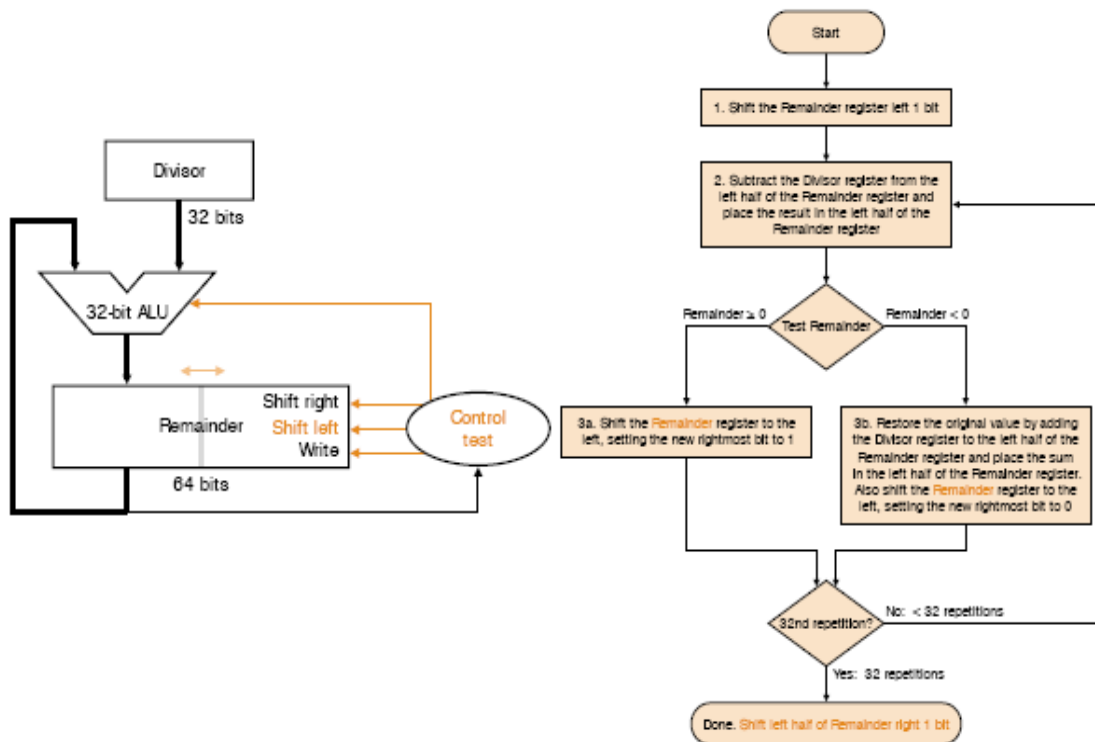 Divisor
32 bits
32-bit ALU
Shift right
Remainder
Shift left
Write
64 bits
Control
test
Start
1. Shift the Remainder register left 1 bit
2. Subtract the Divisor register from the
left half of the Remainder register and
place the result in the left half of the
Remainder register
Remainder ≥ 0
Test Remainder
Remainder < 0
3a. Shift the Remainder register to the
left, setting the new rightmost bit to 1
3b. Restore the original value by adding
the Divisor register to the left half of the
Remainder register and place the sum
in the left half of the Remainder register.
Also shift the Remainder register to the
left, setting the new rightmost bit to 0
32nd repetition?
No: < 32 repetitions
Yes: 32 repetitions
Done. Shift left half of Remainder right 1 bit